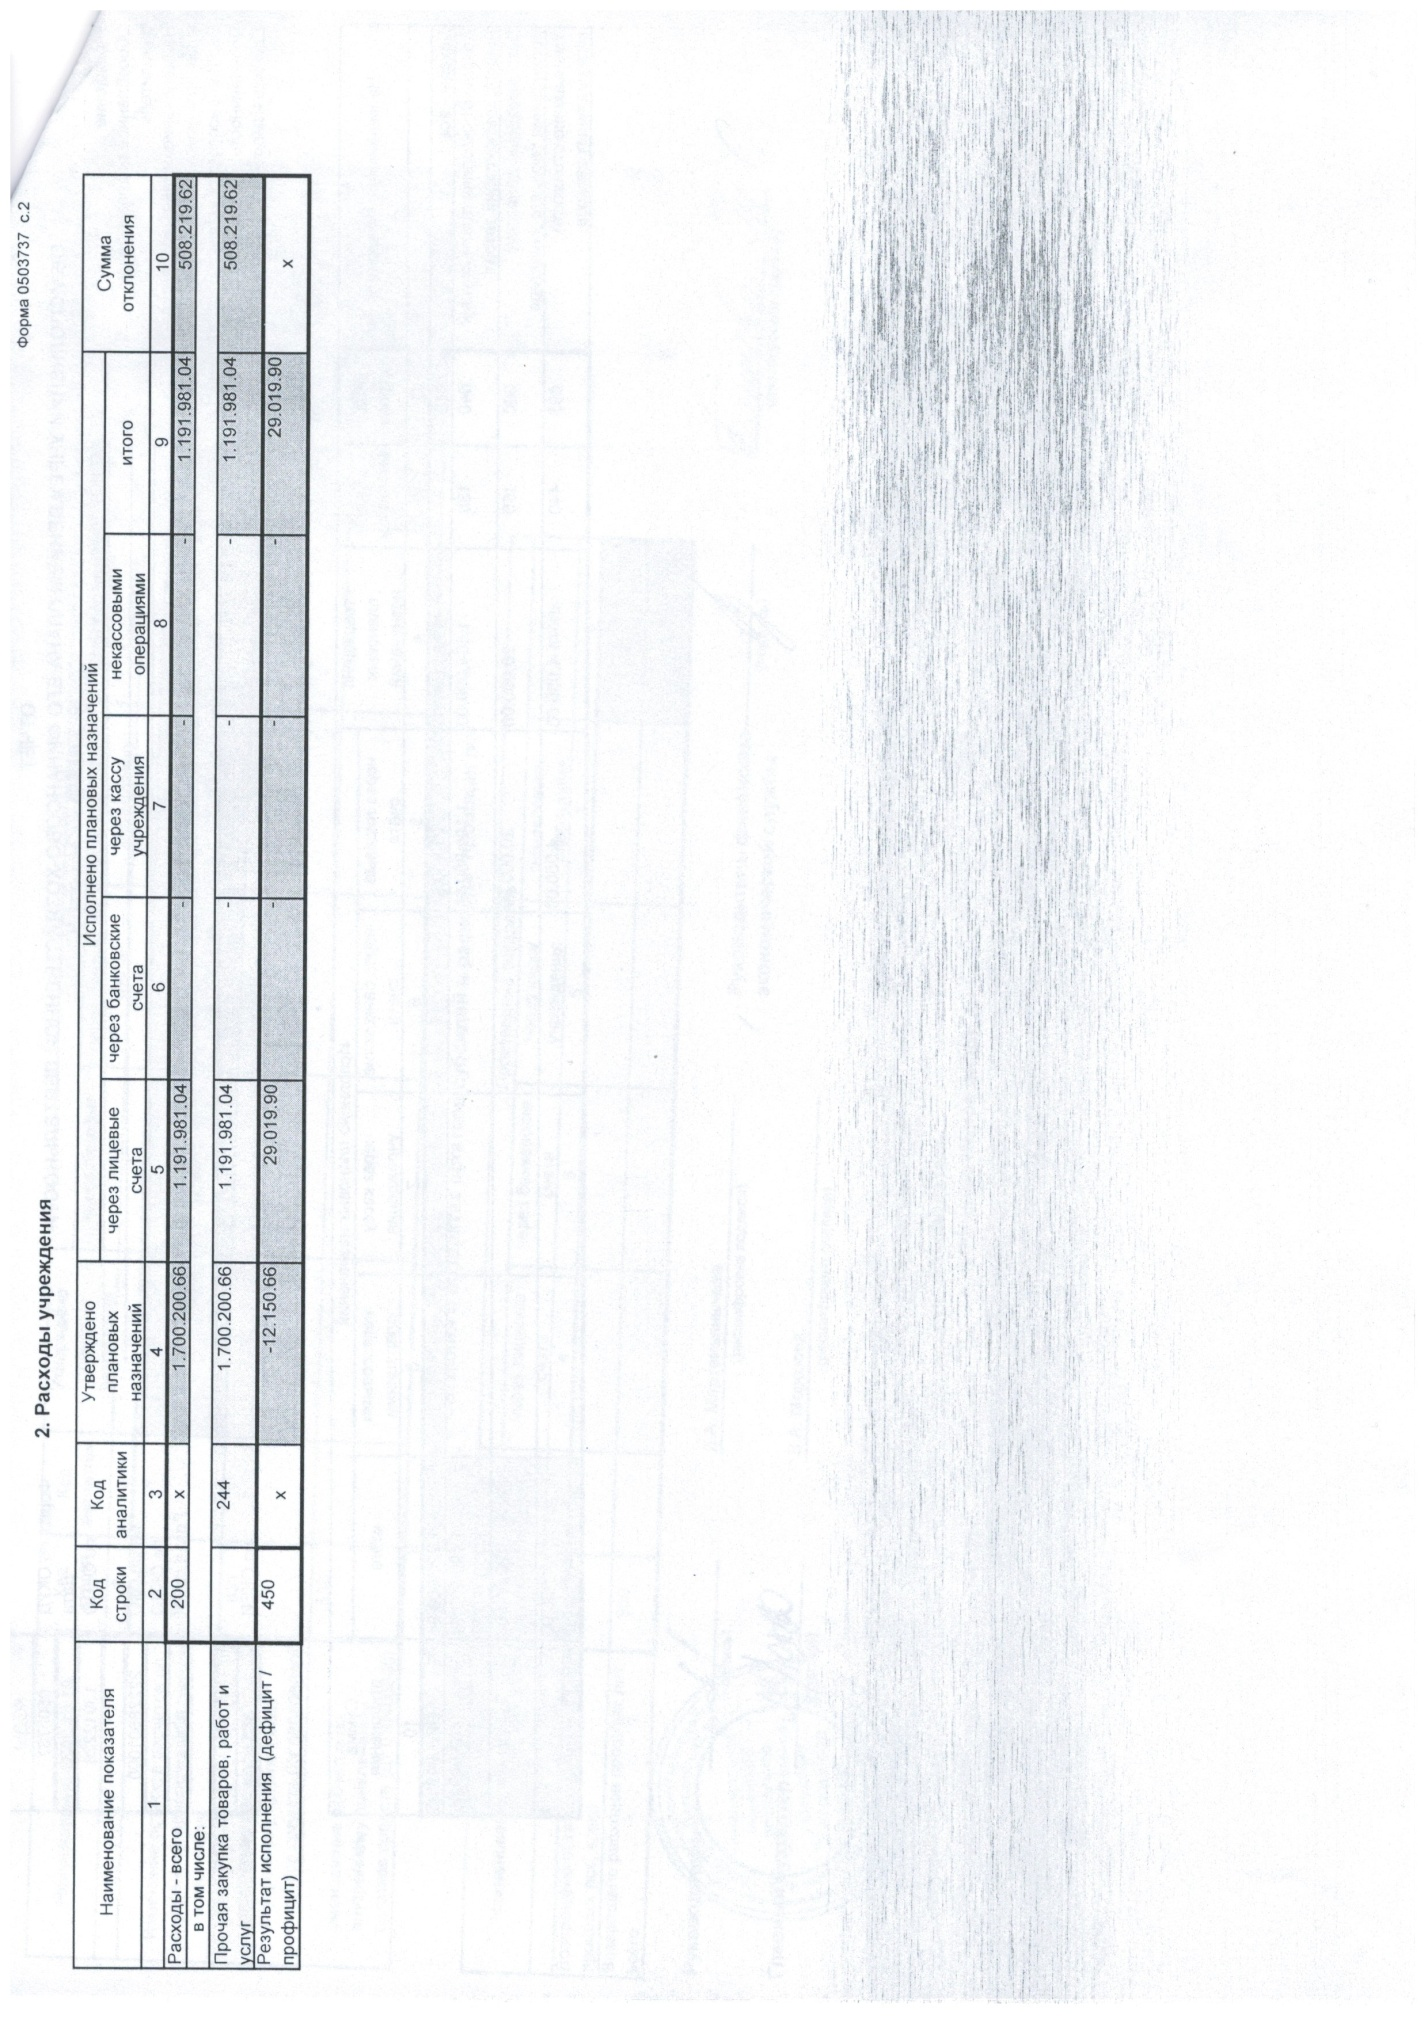 Форма 0503737 с.2
2. Расходы учреждения
Наименование показателя
Код
строки
Код
аналитики
Утверждено
плановых
назначений
Исполнено плановых назначений
через лицевые
счета
через банковские
счета
через кассу
учреждения
некассовыми
операциями
итого
Сумма
отклонения
1 2 3 4 5 6 7 8 9 10
Расходы - всего 200 х 1.700.200.66 1.191.981.04 - - - 1.191.981.04 508.219.62
в том числе:
Прочая закупка товаров, работ и 244 1.700.200.66 1.191.981.04 - - - 1.191.981.04 508.219.62
услуг
Результат исполнения (дефицит / 450 х -12.150.66 29.019.90 - - - 29.019.90 х
профицит)